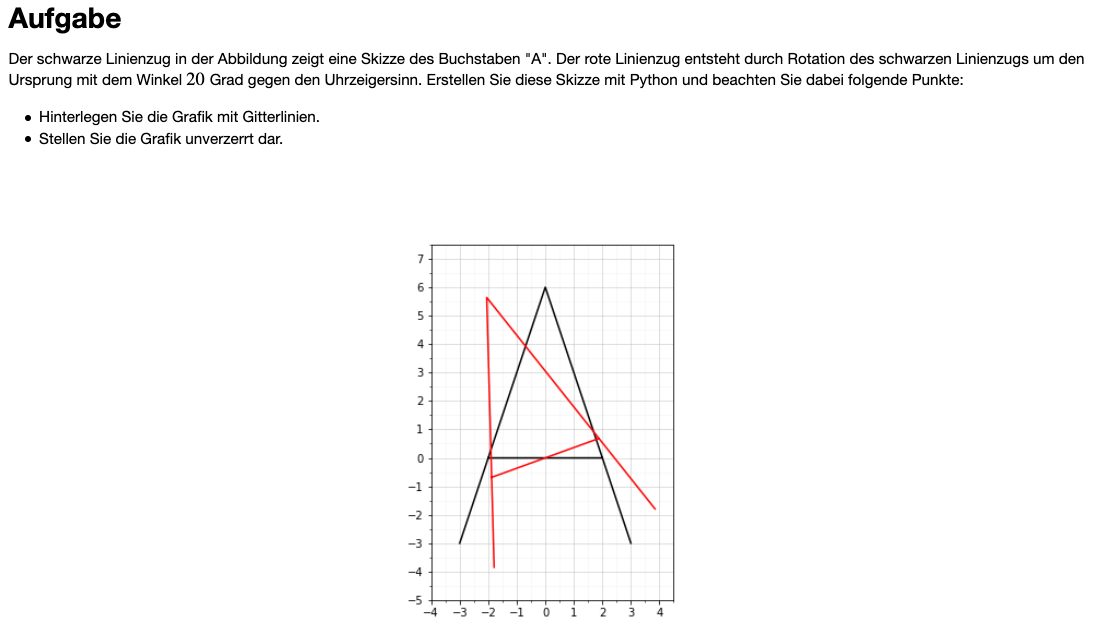 Aufgabe
Der schwarze Linienzug in der Abbildung zeigt eine Skizze des Buchstaben "A". Der rote Linienzug entsteht durch Rotation des schwarzen Linienzugs um den
Ursprung mit dem Winkel 20 Grad gegen den Uhrzeigersinn. Erstellen Sie diese Skizze mit Python und beachten Sie dabei folgende Punkte:
• Hinterlegen Sie die Grafik mit Gitterlinien.
• Stellen Sie die Grafik unverzerrt dar.
7
6
5
4
3
2
1
0
−1
−2
−3
−4
−5
−4 −3 −2 −1 0 1 2 3 4